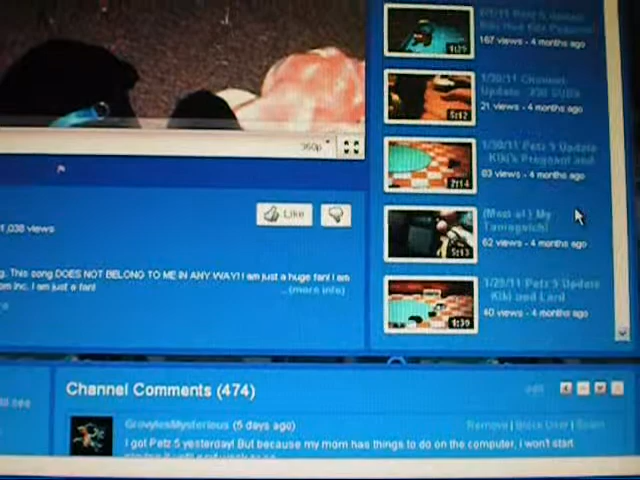 1:29
167 views - 4 months ago
1/30/11 Channel
Update
21 views - 4 months ago
5:12
1/30/11 Petz 5 Update
Kiki's Pregnant and
83 views - 4 months ago
2:14
360p
Like
1,038 views
My
Tamagotchi
62 views - 4 months ago
5:13
g. This song DOES NOT BELONG TO ME IN ANY WAY! I am just a huge fan! I am
om Inc. I am just a fan!
...(more info)
1/29/11 Petz 5 Update
Kiki and Lard
40 views - 4 months ago
1:39
Channel Comments (474)
edit
(5 days ago)
Remove | Block User | Spam
I got Petz 5 yesterday! But because my mom has things to do on the computer, i won't start